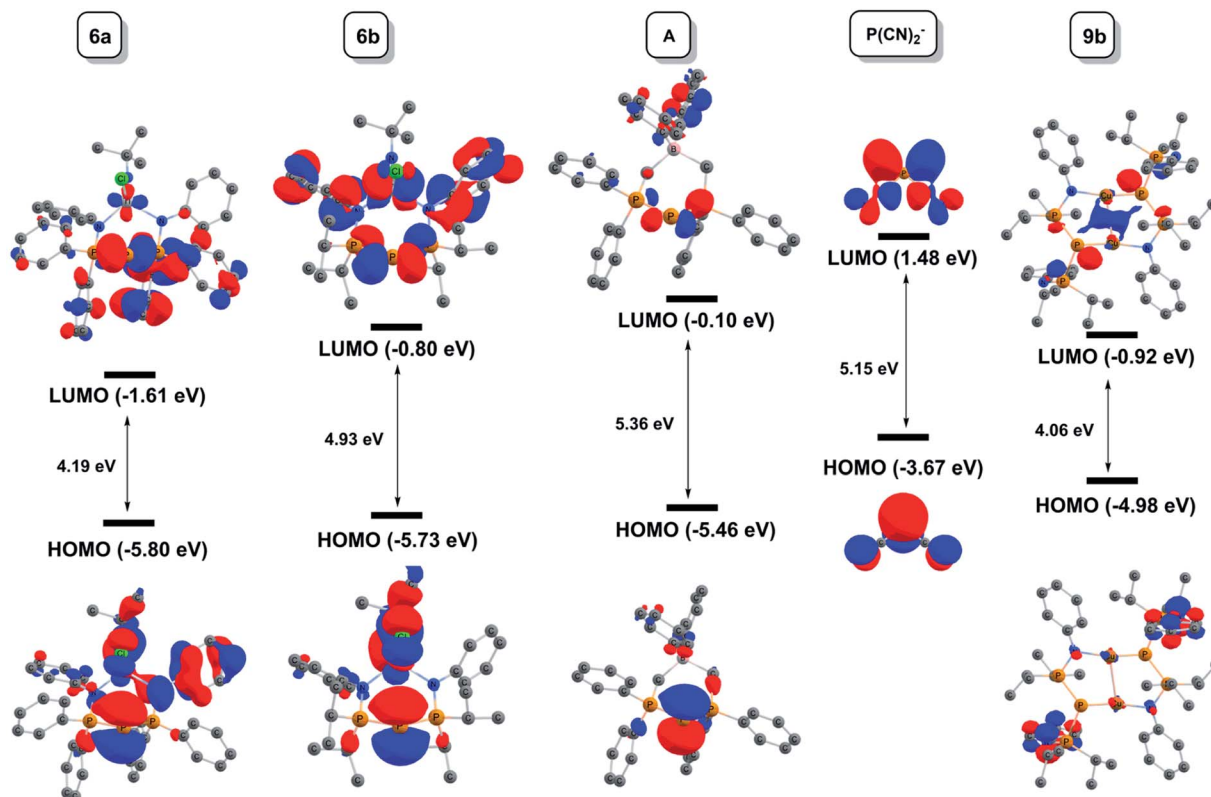 6a
6b
A
P(CN)₂⁻
9b
LUMO (-1.61 eV)
4.19 eV
HOMO (-5.80 eV)
LUMO (-0.80 eV)
4.93 eV
HOMO (-5.73 eV)
LUMO (-0.10 eV)
5.36 eV
HOMO (-5.46 eV)
LUMO (1.48 eV)
5.15 eV
HOMO (-3.67 eV)
LUMO (-0.92 eV)
4.06 eV
HOMO (-4.98 eV)